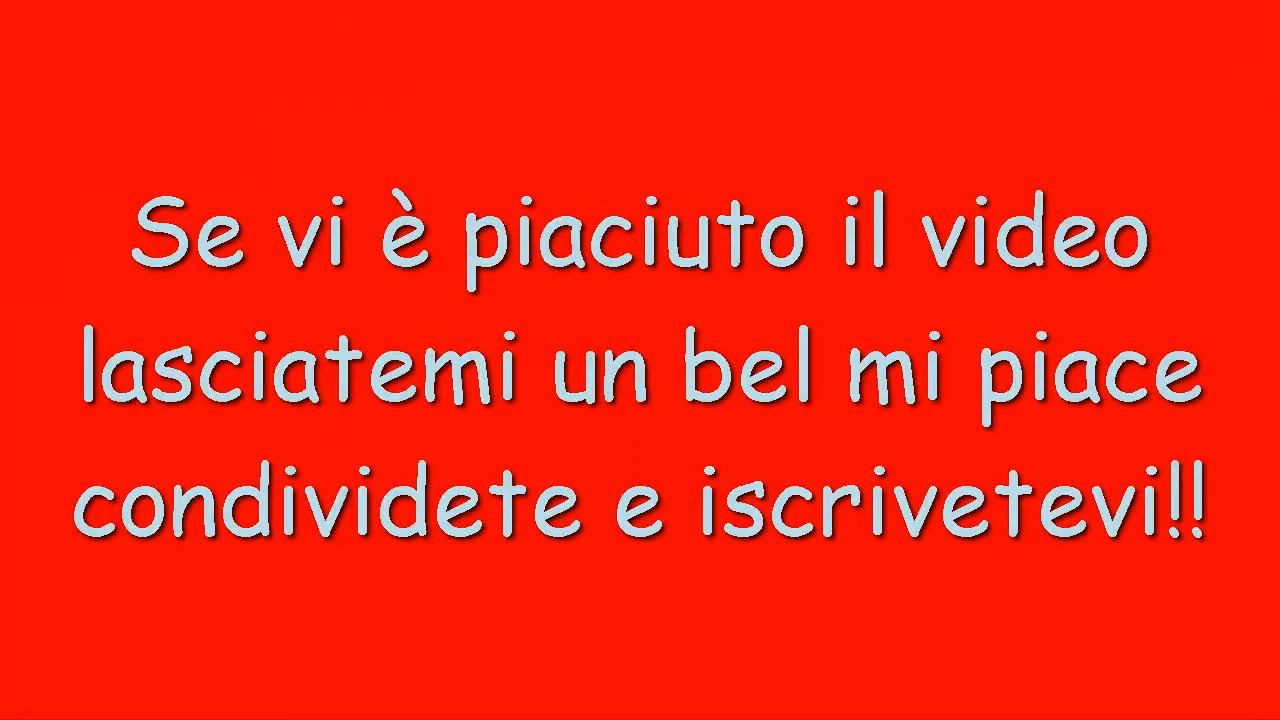 Se vi è piaciuto il video
lasciatemi un bel mi piace
condividete e iscrivetevi!!